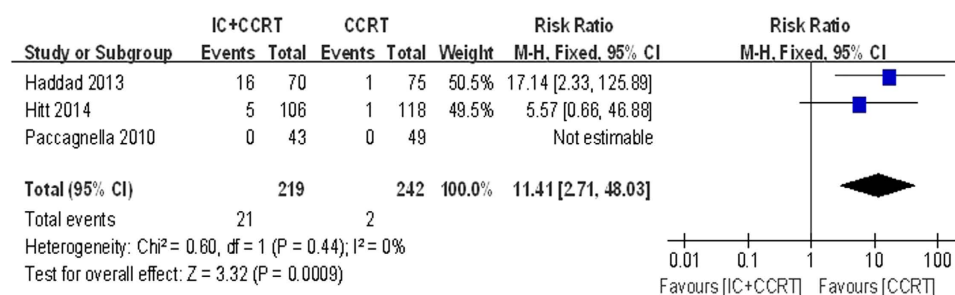 IC+CCRT CCRT Risk Ratio Risk Ratio
Study or Subgroup Events Total Events Total Weight M-H, Fixed, 95% CI M-H, Fixed, 95% CI
Haddad 2013 16 70 1 75 50.5% 17.14 [2.33, 125.89]
Hitt 2014 5 106 1 118 49.5% 5.57 [0.66, 46.88]
Paccagnella 2010 0 43 0 49 Not estimable
Total (95% CI) 219 242 100.0% 11.41 [2.71, 48.03]
Total events 21 2
Heterogeneity: Chi² = 0.60, df = 1 (P = 0.44); I² = 0%
Test for overall effect: Z = 3.32 (P = 0.0009)
0.01 0.1 1 10 100
Favours [IC+CCRT] Favours [CCRT]